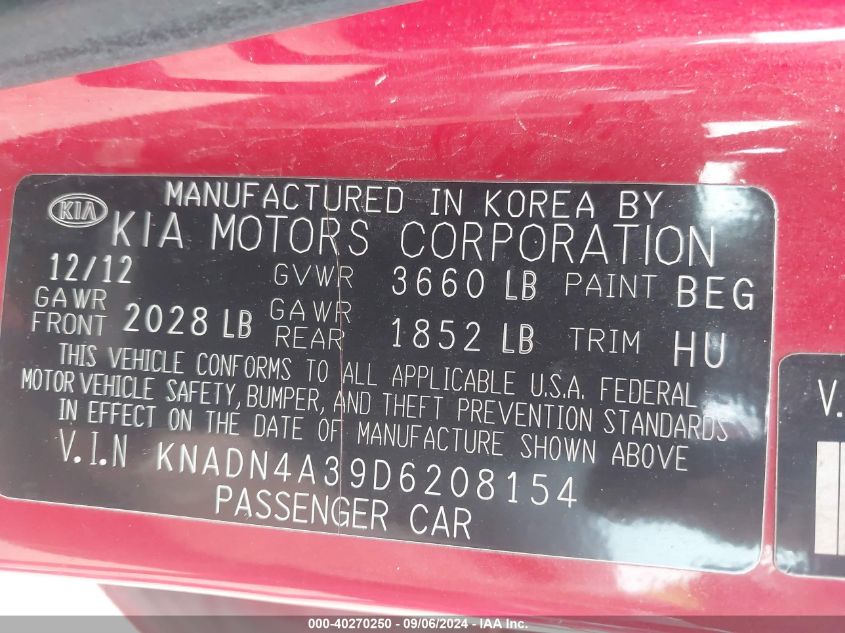 MANUFACTURED IN KOREA BY
KIA KIA MOTORS CORPORATION
12/12 GVWR 3660 LB PAINT BEG
GAWR FRONT 2028 LB GAWR REAR 1852 LB TRIM HU
THIS VEHICLE CONFORMS TO ALL APPLICABLE U.S.A. FEDERAL
MOTOR VEHICLE SAFETY, BUMPER, AND THEFT PREVENTION STANDARDS
IN EFFECT ON THE DATE OF MANUFACTURE SHOWN ABOVE
V.I.N KNADN4A39D6208154
PASSENGER CAR
V.
000-40270250 - 09/06/2024 - US